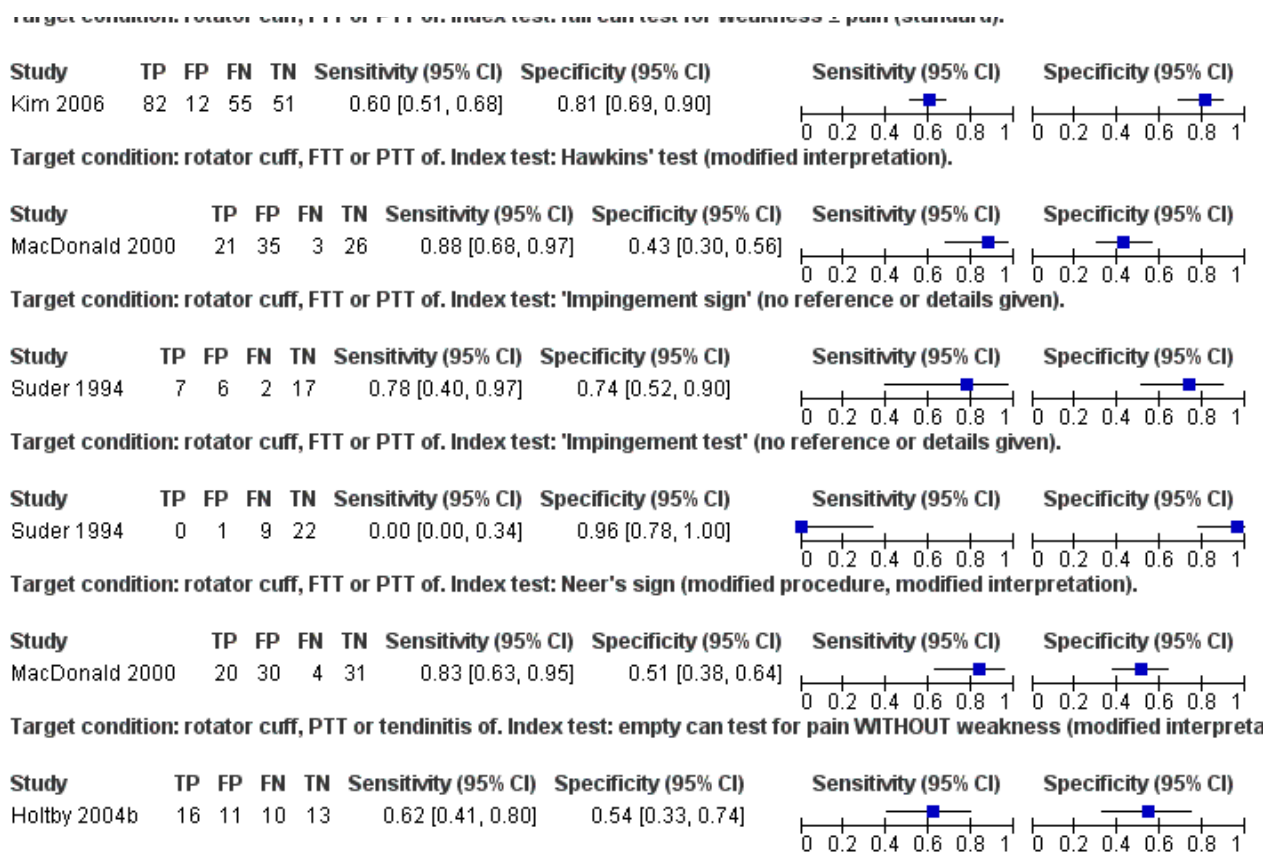 Target condition: rotator cuff, FTT or PTT of. Index test: full can test for weakness ± pain (standard).
Study TP FP FN TN Sensitivity (95% CI) Specificity (95% CI) Sensitivity (95% CI) Specificity (95% CI)
Kim 2006 82 12 55 51 0.60 [0.51, 0.68] 0.81 [0.69, 0.90]
0 0.2 0.4 0.6 0.8 1 0 0.2 0.4 0.6 0.8 1
Target condition: rotator cuff, FTT or PTT of. Index test: Hawkins' test (modified interpretation).
Study TP FP FN TN Sensitivity (95% CI) Specificity (95% CI) Sensitivity (95% CI) Specificity (95% CI)
MacDonald 2000 21 35 3 26 0.88 [0.68, 0.97] 0.43 [0.30, 0.56]
0 0.2 0.4 0.6 0.8 1 0 0.2 0.4 0.6 0.8 1
Target condition: rotator cuff, FTT or PTT of. Index test: 'Impingement sign' (no reference or details given).
Study TP FP FN TN Sensitivity (95% CI) Specificity (95% CI) Sensitivity (95% CI) Specificity (95% CI)
Suder 1994 7 6 2 17 0.78 [0.40, 0.97] 0.74 [0.52, 0.90]
0 0.2 0.4 0.6 0.8 1 0 0.2 0.4 0.6 0.8 1
Target condition: rotator cuff, FTT or PTT of. Index test: 'Impingement test' (no reference or details given).
Study TP FP FN TN Sensitivity (95% CI) Specificity (95% CI) Sensitivity (95% CI) Specificity (95% CI)
Suder 1994 0 1 9 22 0.00 [0.00, 0.34] 0.96 [0.78, 1.00]
0 0.2 0.4 0.6 0.8 1 0 0.2 0.4 0.6 0.8 1
Target condition: rotator cuff, FTT or PTT of. Index test: Neer's sign (modified procedure, modified interpretation).
Study TP FP FN TN Sensitivity (95% CI) Specificity (95% CI) Sensitivity (95% CI) Specificity (95% CI)
MacDonald 2000 20 30 4 31 0.83 [0.63, 0.95] 0.51 [0.38, 0.64]
0 0.2 0.4 0.6 0.8 1 0 0.2 0.4 0.6 0.8 1
Target condition: rotator cuff, PTT or tendinitis of. Index test: empty can test for pain WITHOUT weakness (modified interpreta
Study TP FP FN TN Sensitivity (95% CI) Specificity (95% CI) Sensitivity (95% CI) Specificity (95% CI)
Holtby 2004b 16 11 10 13 0.62 [0.41, 0.80] 0.54 [0.33, 0.74]
0 0.2 0.4 0.6 0.8 1 0 0.2 0.4 0.6 0.8 1